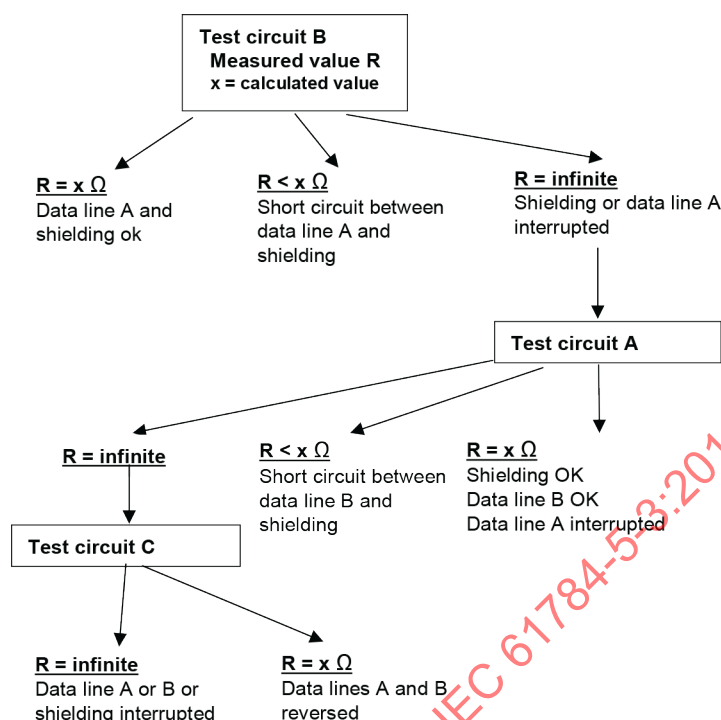 Test circuit B
Measured value R
x = calculated value
R = x Ω
Data line A and
shielding ok
R < x Ω
Short circuit between
data line A and
shielding
R = infinite
Shielding or data line A
interrupted
Test circuit A
R = infinite
R < x Ω
Short circuit between
data line B and
shielding
R = x Ω
Shielding OK
Data line B OK
Data line A interrupted
Test circuit C
R = infinite
Data line A or B or
shielding interrupted
R = x Ω
Data lines A and B
reversed
IEC 61784-5-3:201